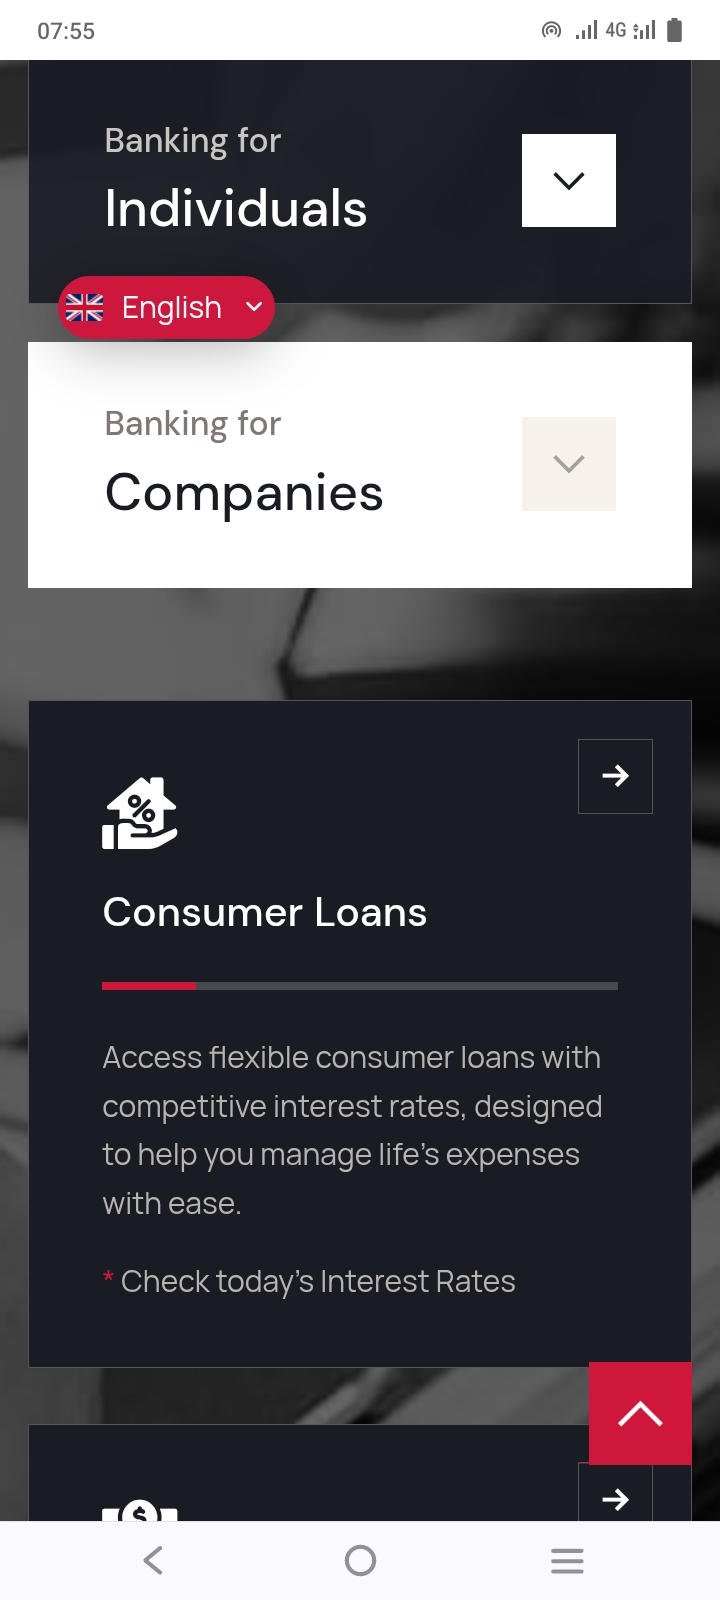 07:55
4G
Banking for
Individuals
English
Banking for
Companies
Consumer Loans
Access flexible consumer loans with
competitive interest rates, designed
to help you manage life's expenses
with ease.
* Check today's Interest Rates